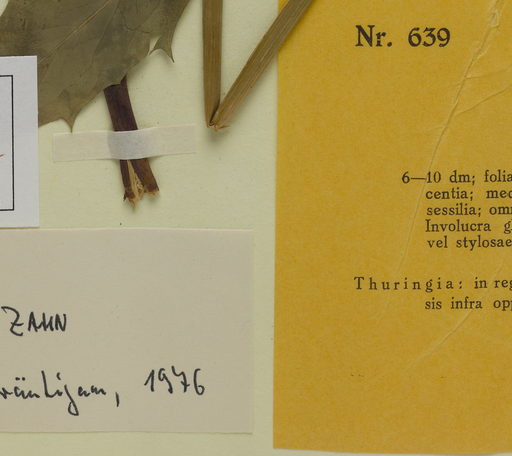 Nr. 639
6—10 dm; folia
centia; med
sessilia; om
Involucra g
vel stylosae
Thuringia: in reg
sis infra opp
ZAHN
1976